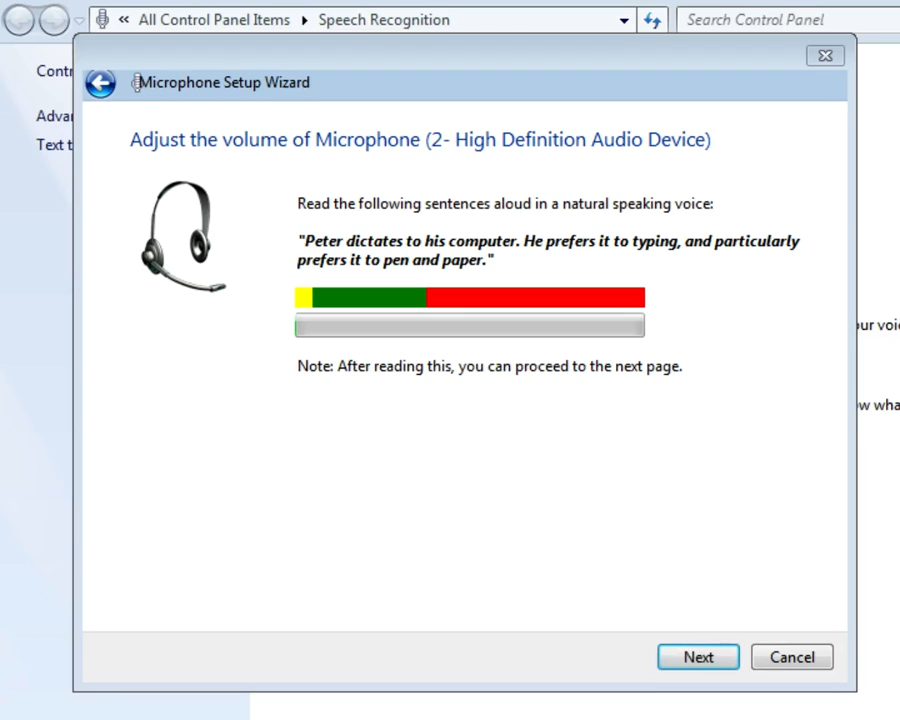 « All Control Panel Items Speech Recognition Search Control Panel
Microphone Setup Wizard
Adjust the volume of Microphone (2- High Definition Audio Device)
Read the following sentences aloud in a natural speaking voice:
"Peter dictates to his computer. He prefers it to typing, and particularly
prefers it to pen and paper."
Note: After reading this, you can proceed to the next page.
Next Cancel